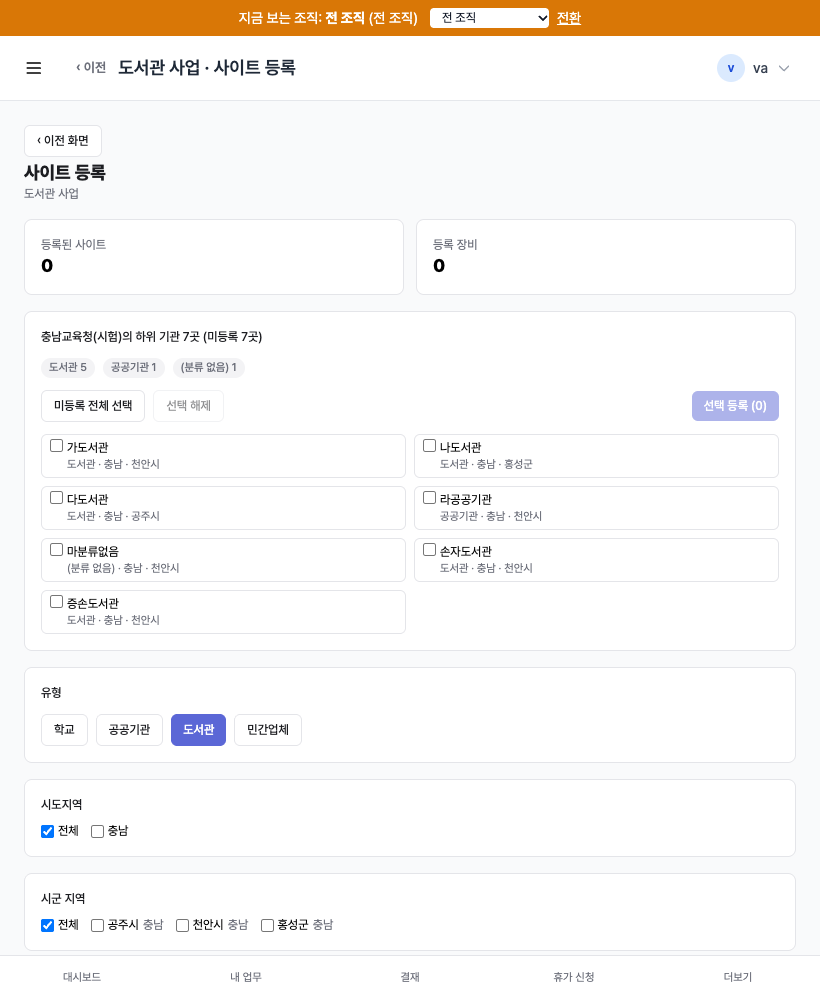 지금 보는 조직: 전 조직 (전 조직) 전 조직 전환
‹ 이전 도서관 사업 · 사이트 등록 v va
‹ 이전 화면
사이트 등록
도서관 사업
등록된 사이트
0
등록 장비
0
충남교육청(시험)의 하위 기관 7곳 (미등록 7곳)
도서관 5 공공기관 1 (분류 없음) 1
미등록 전체 선택 선택 해제 선택 등록 (0)
가도서관
도서관 · 충남 · 천안시
나도서관
도서관 · 충남 · 홍성군
다도서관
도서관 · 충남 · 공주시
라공공기관
공공기관 · 충남 · 천안시
마분류없음
(분류 없음) · 충남 · 천안시
손자도서관
도서관 · 충남 · 천안시
증손도서관
도서관 · 충남 · 천안시
유형
학교 공공기관 도서관 민간업체
시도지역
전체 충남
시군 지역
전체 공주시 충남 천안시 충남 홍성군 충남
대시보드 내 업무 결재 휴가 신청 더보기